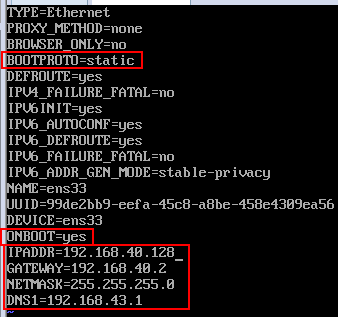 TYPE=Ethernet
PROXY_METHOD=none
BROWSER_ONLY=no
BOOTPROTO=static
DEFROUTE=yes
IPV4_FAILURE_FATAL=no
IPV6INIT=yes
IPV6_AUTOCONF=yes
IPV6_DEFROUTE=yes
IPV6_FAILURE_FATAL=no
IPV6_ADDR_GEN_MODE=stable-privacy
NAME=ens33
UUID=99de2bb9-eefa-45c8-a8be-458e4309ea56
DEVICE=ens33
ONBOOT=yes
IPADDR=192.168.40.128_
GATEWAY=192.168.40.2
NETMASK=255.255.255.0
DNS1=192.168.43.1